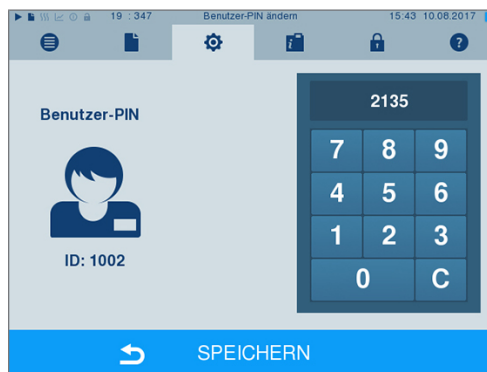 19 : 347 Benutzer-PIN ändern 15:43 10.08.2017
i ?
Benutzer-PIN
2135
7 8 9
4 5 6
1 2 3
0 C
ID: 1002
SPEICHERN